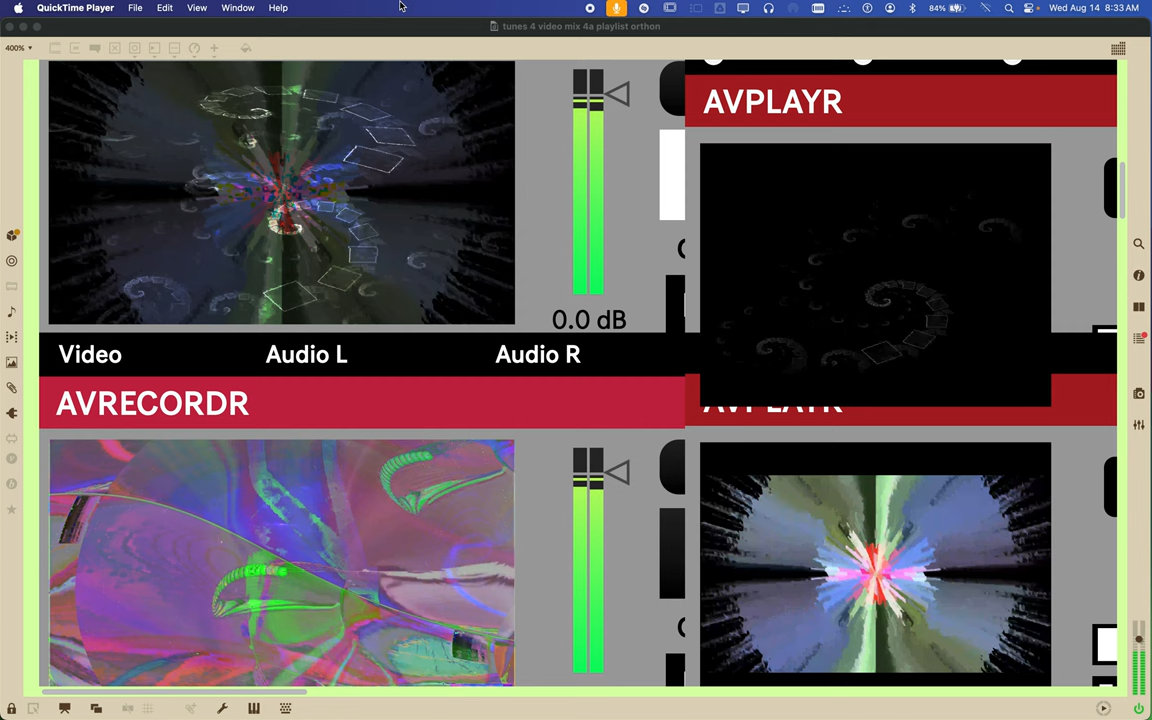 QuickTime Player File Edit View Window Help 84% Wed Aug 14 8:33 AM
tunes 4 video mix 4a playlist orthon
400%
AVPLAYR
0.0 dB
Video Audio L Audio R
AVRECORDR
AVPLAYR